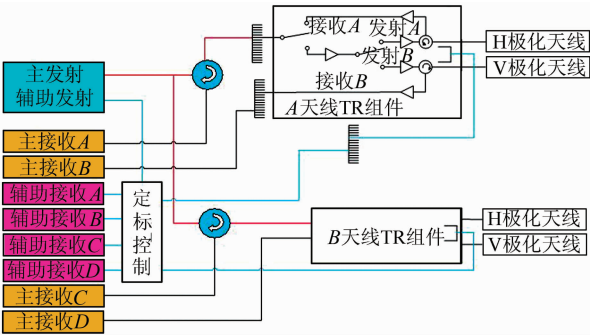 接收A 发射A
发射B
接收B
A天线TR组件
H极化天线
V极化天线
主发射
辅助发射
主接收A
主接收B
辅助接收A
辅助接收B
辅助接收C
辅助接收D
主接收C
主接收D
定标控制
B天线TR组件
H极化天线
V极化天线